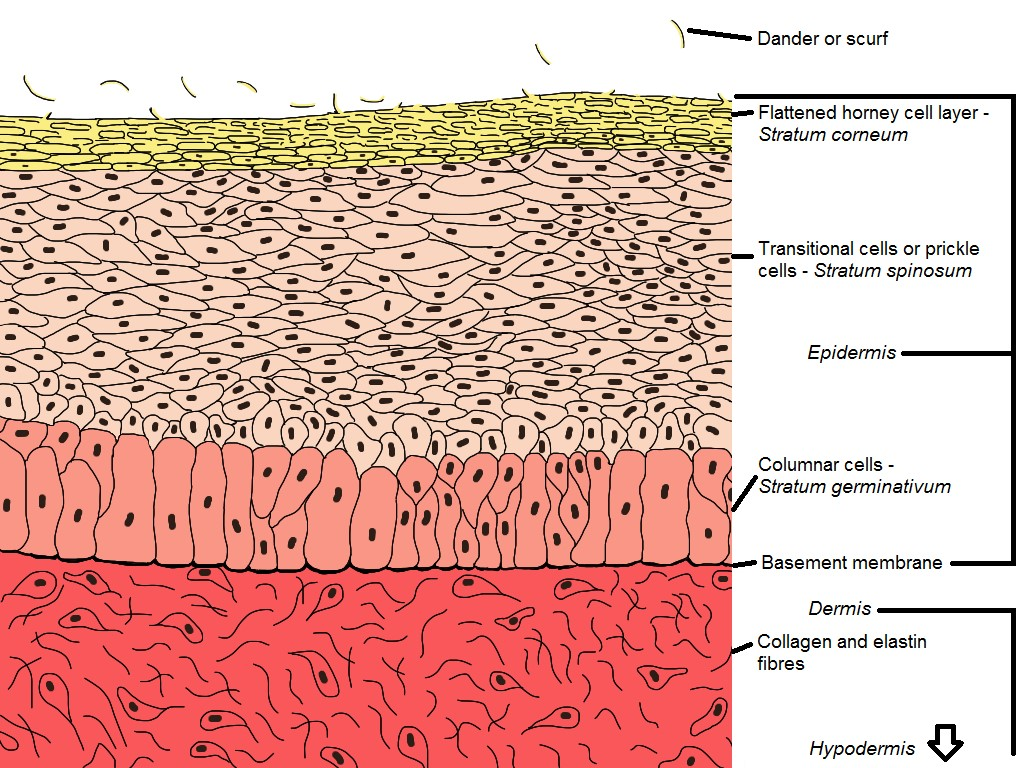 Dander or scurf
Flattened horney cell layer -
Stratum corneum
Transitional cells or prickle
cells - Stratum spinosum
Epidermis
Columnar cells -
Stratum germinativum
Basement membrane
Dermis
Collagen and elastin
fibres
Hypodermis